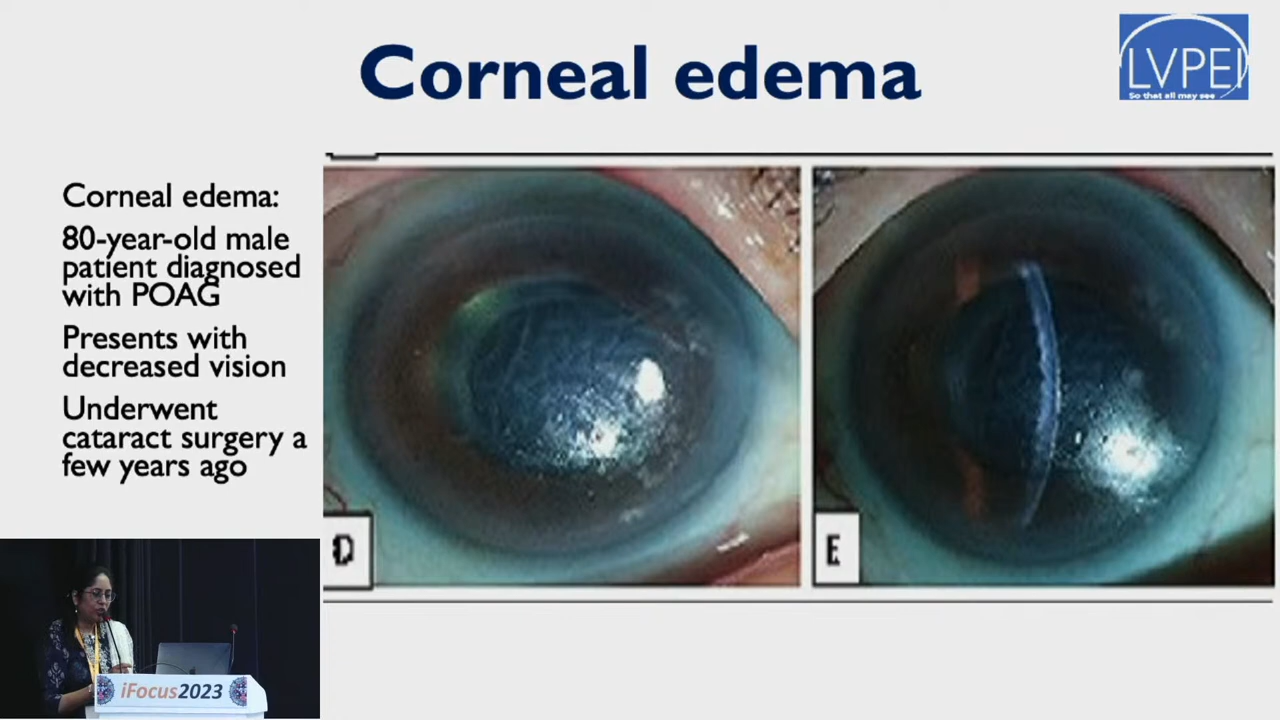 Corneal edema
LVPEI
So that all may see
Corneal edema:
80-year-old male
patient diagnosed
with POAG
Presents with
decreased vision
Underwent
cataract surgery a
few years ago
D
E
iFocus2023